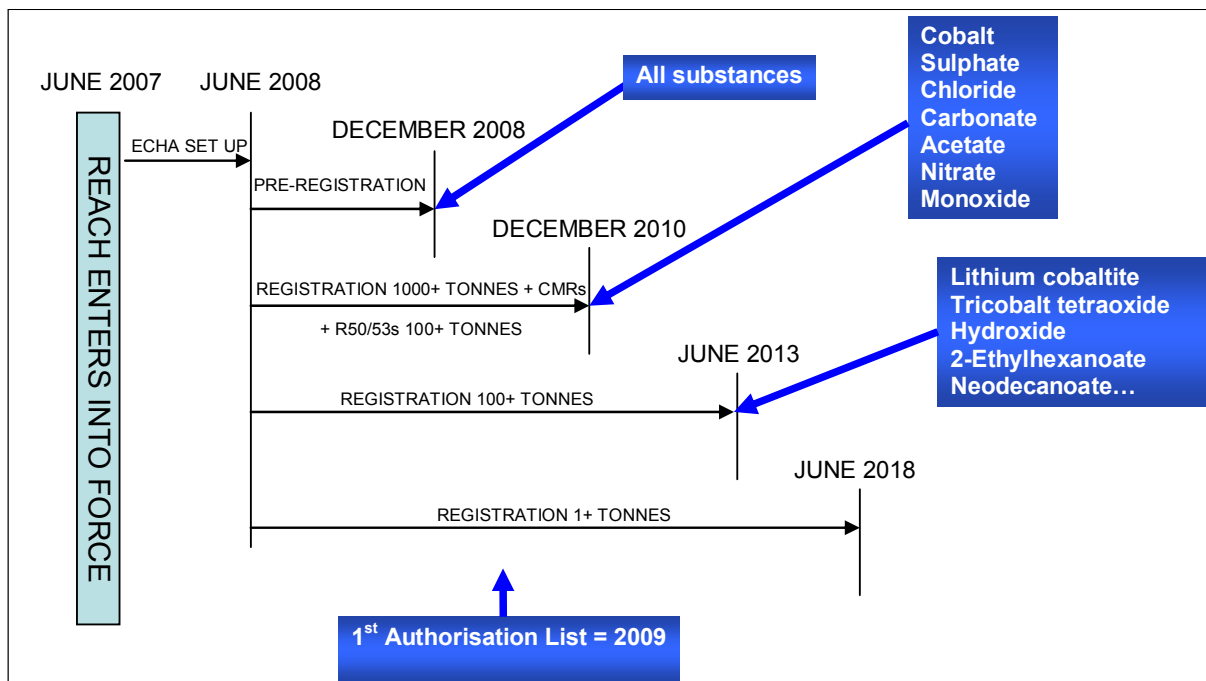 JUNE 2007
JUNE 2008
All substances
Cobalt
Sulphate
Chloride
Carbonate
Acetate
Nitrate
Monoxide
DECEMBER 2008
ECHA SET UP
PRE-REGISTRATION
REACH ENTERS INTO FORCE
DECEMBER 2010
REGISTRATION 1000+ TONNES + CMRs
+ R50/53s 100+ TONNES
Lithium cobaltite
Tricobalt tetraoxide
Hydroxide
2-Ethylhexanoate
Neodecanoate…
JUNE 2013
REGISTRATION 100+ TONNES
JUNE 2018
REGISTRATION 1+ TONNES
1st Authorisation List = 2009